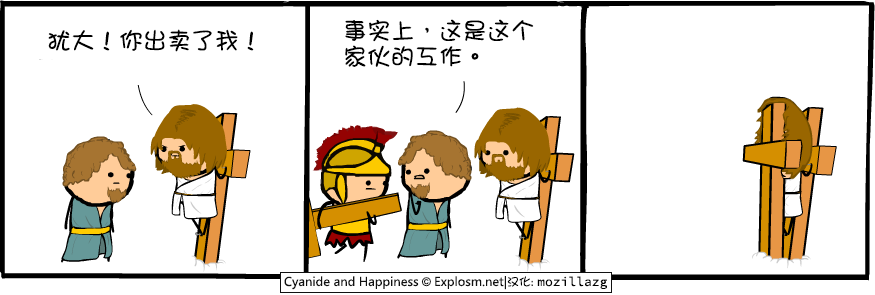 犹大！你出卖了我！
事实上，这是这个
家伙的互作。
Cyanide and Happiness © Explosm.net|汉化: mozillazg